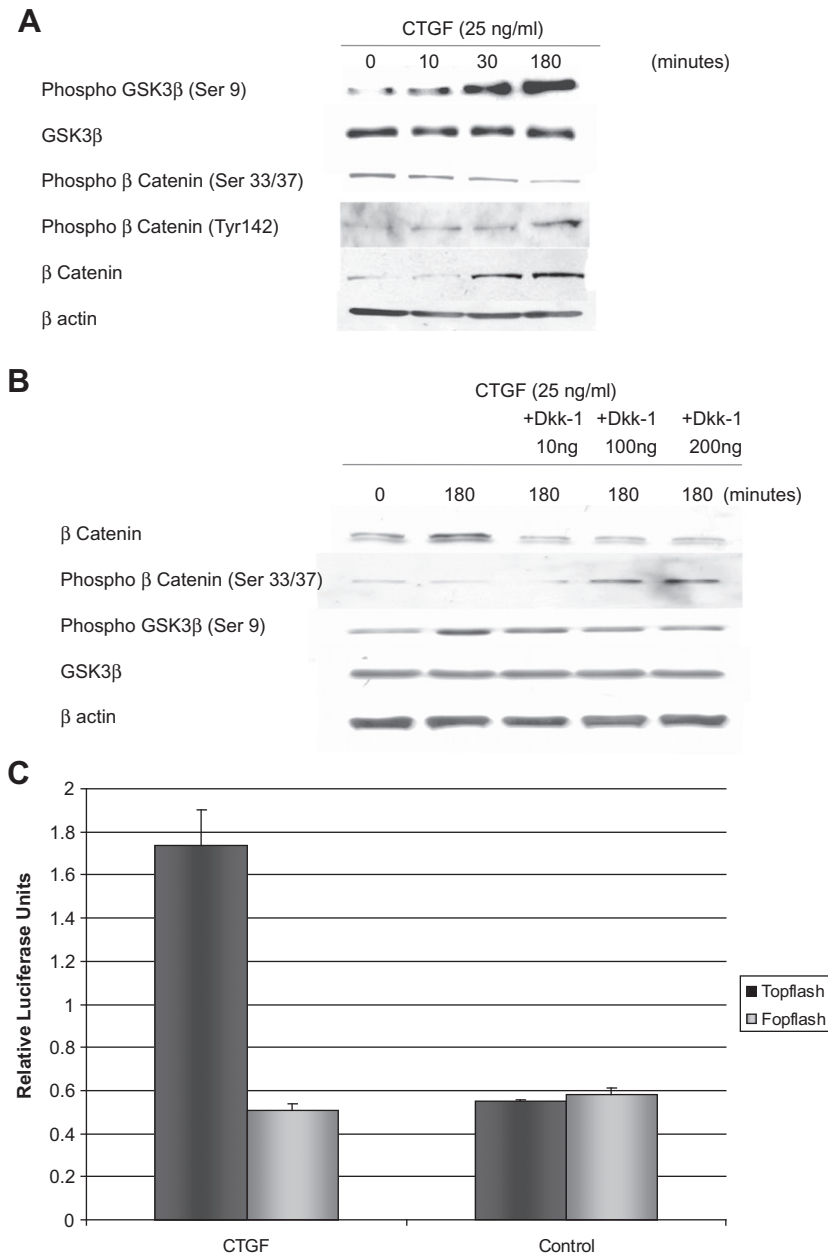 A
CTGF (25 ng/ml)
0 10 30 180 (minutes)
Phospho GSK3β (Ser 9)
GSK3β
Phospho β Catenin (Ser 33/37)
Phospho β Catenin (Tyr142)
β Catenin
β actin
B
CTGF (25 ng/ml)
+Dkk-1 +Dkk-1 +Dkk-1
10ng 100ng 200ng
0 180 180 180 180 (minutes)
β Catenin
Phospho β Catenin (Ser 33/37)
Phospho GSK3β (Ser 9)
GSK3β
β actin
C
Relative Luciferase Units
2
1.8
1.6
1.4
1.2
1
0.8
0.6
0.4
0.2
0
CTGF Control
Topflash
Fopflash